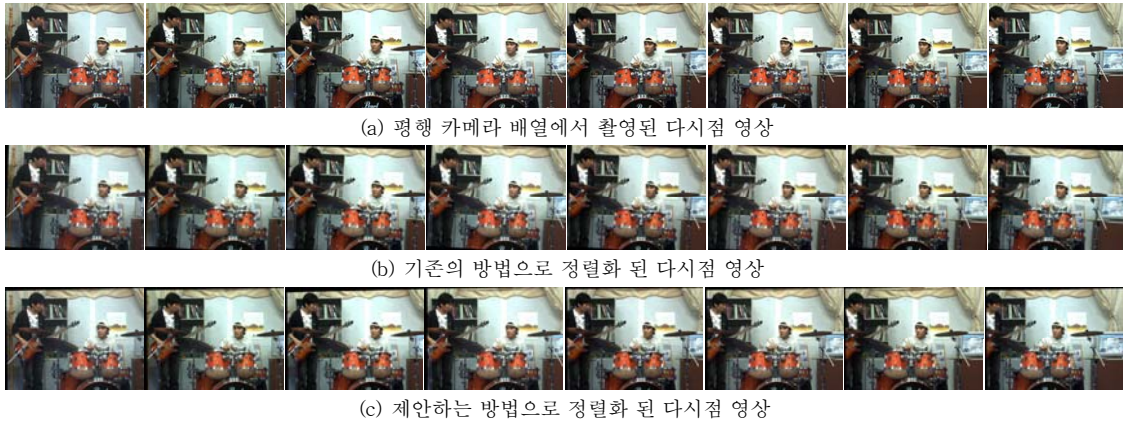 (a) 평행 카메라 배열에서 촬영된 다시점 영상
(b) 기존의 방법으로 정렬화 된 다시점 영상
(c) 제안하는 방법으로 정렬화 된 다시점 영상